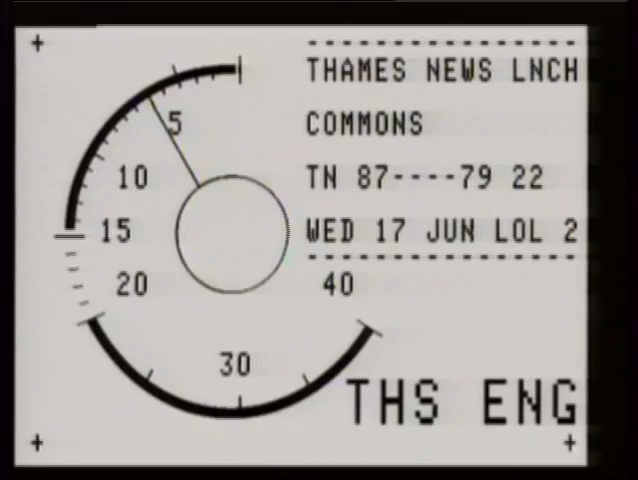 THAMES NEWS LNCH
COMMONS
TN 87----79 22
WED 17 JUN LOL 2
5
10
15
20
30
40
THS ENG